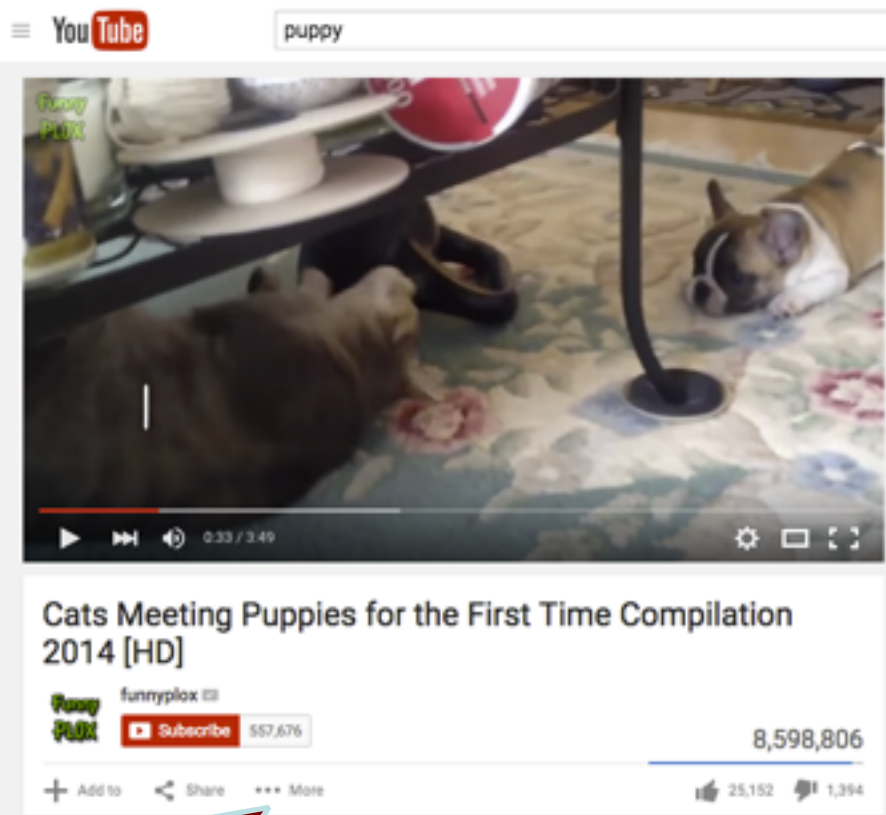 YouTube
puppy
Funny
PLOX
0:33 / 3:49
Cats Meeting Puppies for the First Time Compilation
2014 [HD]
funnyplox
Funny
PLOX
Subscribe 557,676
8,598,806
Add to Share More
25,152 1,394